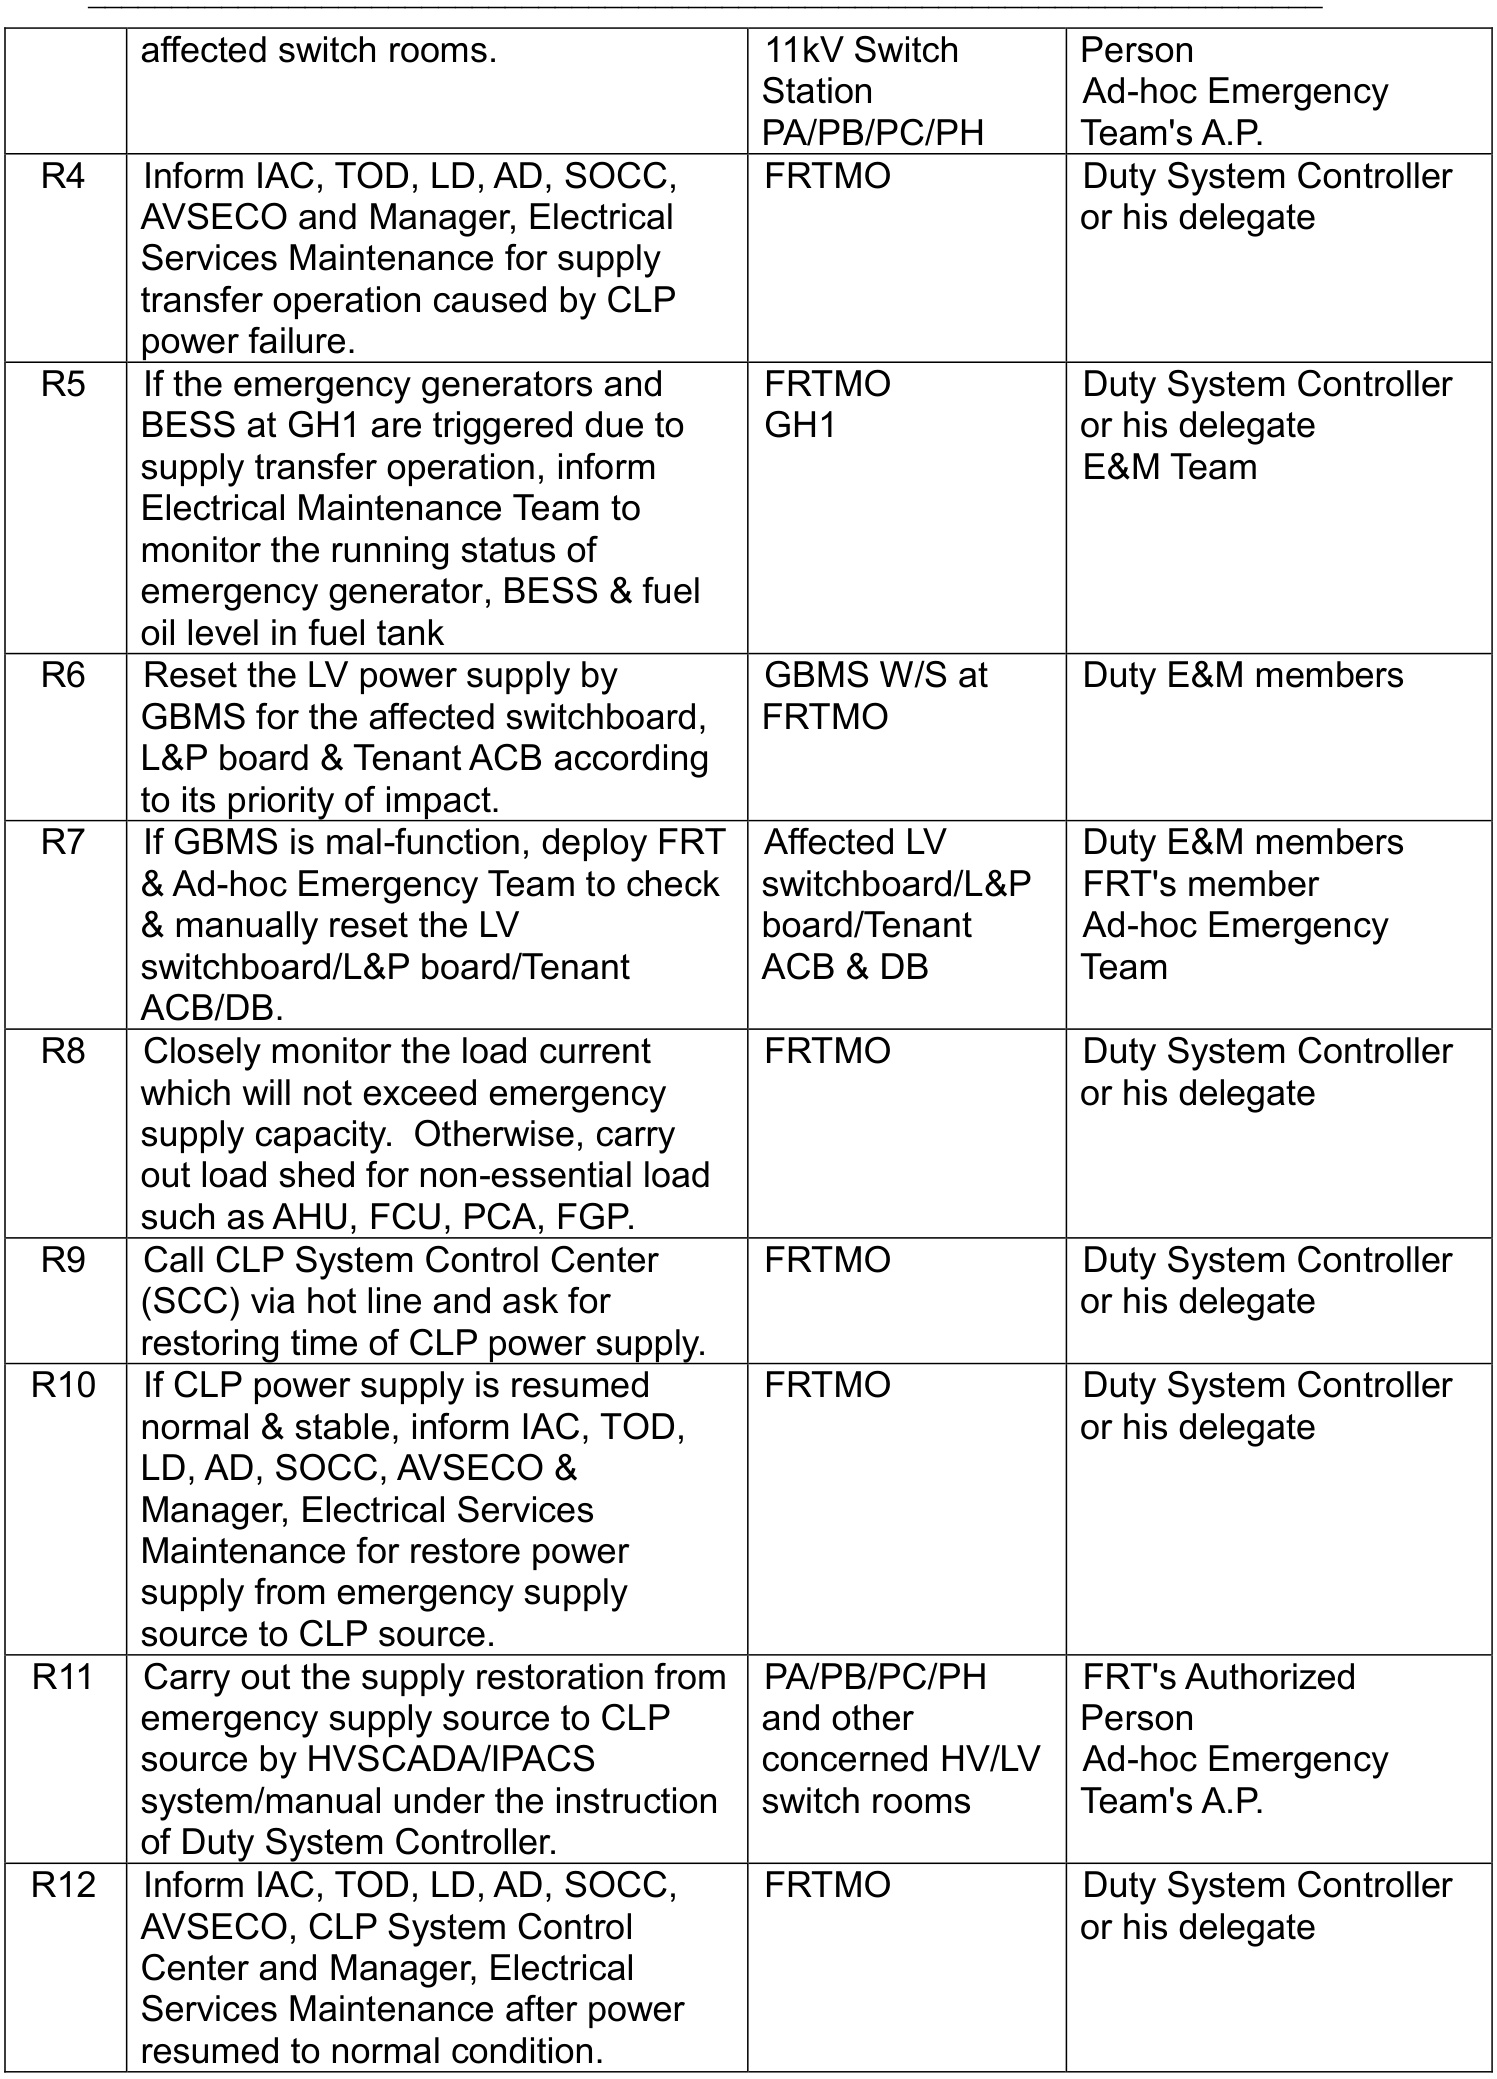 affected switch rooms.
11kV Switch
Station
PA/PB/PC/PH
Person
Ad-hoc Emergency
Team's A.P.
R4
Inform IAC, TOD, LD, AD, SOCC,
AVSECO and Manager, Electrical
Services Maintenance for supply
transfer operation caused by CLP
power failure.
FRTMO
Duty System Controller
or his delegate
R5
If the emergency generators and
BESS at GH1 are triggered due to
supply transfer operation, inform
Electrical Maintenance Team to
monitor the running status of
emergency generator, BESS & fuel
oil level in fuel tank
FRTMO
GH1
Duty System Controller
or his delegate
E&M Team
R6
Reset the LV power supply by
GBMS for the affected switchboard,
L&P board & Tenant ACB according
to its priority of impact.
GBMS W/S at
FRTMO
Duty E&M members
R7
If GBMS is mal-function, deploy FRT
& Ad-hoc Emergency Team to check
& manually reset the LV
switchboard/L&P board/Tenant
ACB/DB.
Affected LV
switchboard/L&P
board/Tenant
ACB & DB
Duty E&M members
FRT's member
Ad-hoc Emergency
Team
R8
Closely monitor the load current
which will not exceed emergency
supply capacity.  Otherwise, carry
out load shed for non-essential load
such as AHU, FCU, PCA, FGP.
FRTMO
Duty System Controller
or his delegate
R9
Call CLP System Control Center
(SCC) via hot line and ask for
restoring time of CLP power supply.
FRTMO
Duty System Controller
or his delegate
R10
If CLP power supply is resumed
normal & stable, inform IAC, TOD,
LD, AD, SOCC, AVSECO &
Manager, Electrical Services
Maintenance for restore power
supply from emergency supply
source to CLP source.
FRTMO
Duty System Controller
or his delegate
R11
Carry out the supply restoration from
emergency supply source to CLP
source by HVSCADA/IPACS
system/manual under the instruction
of Duty System Controller.
PA/PB/PC/PH
and other
concerned HV/LV
switch rooms
FRT's Authorized
Person
Ad-hoc Emergency
Team's A.P.
R12
Inform IAC, TOD, LD, AD, SOCC,
AVSECO, CLP System Control
Center and Manager, Electrical
Services Maintenance after power
resumed to normal condition.
FRTMO
Duty System Controller
or his delegate